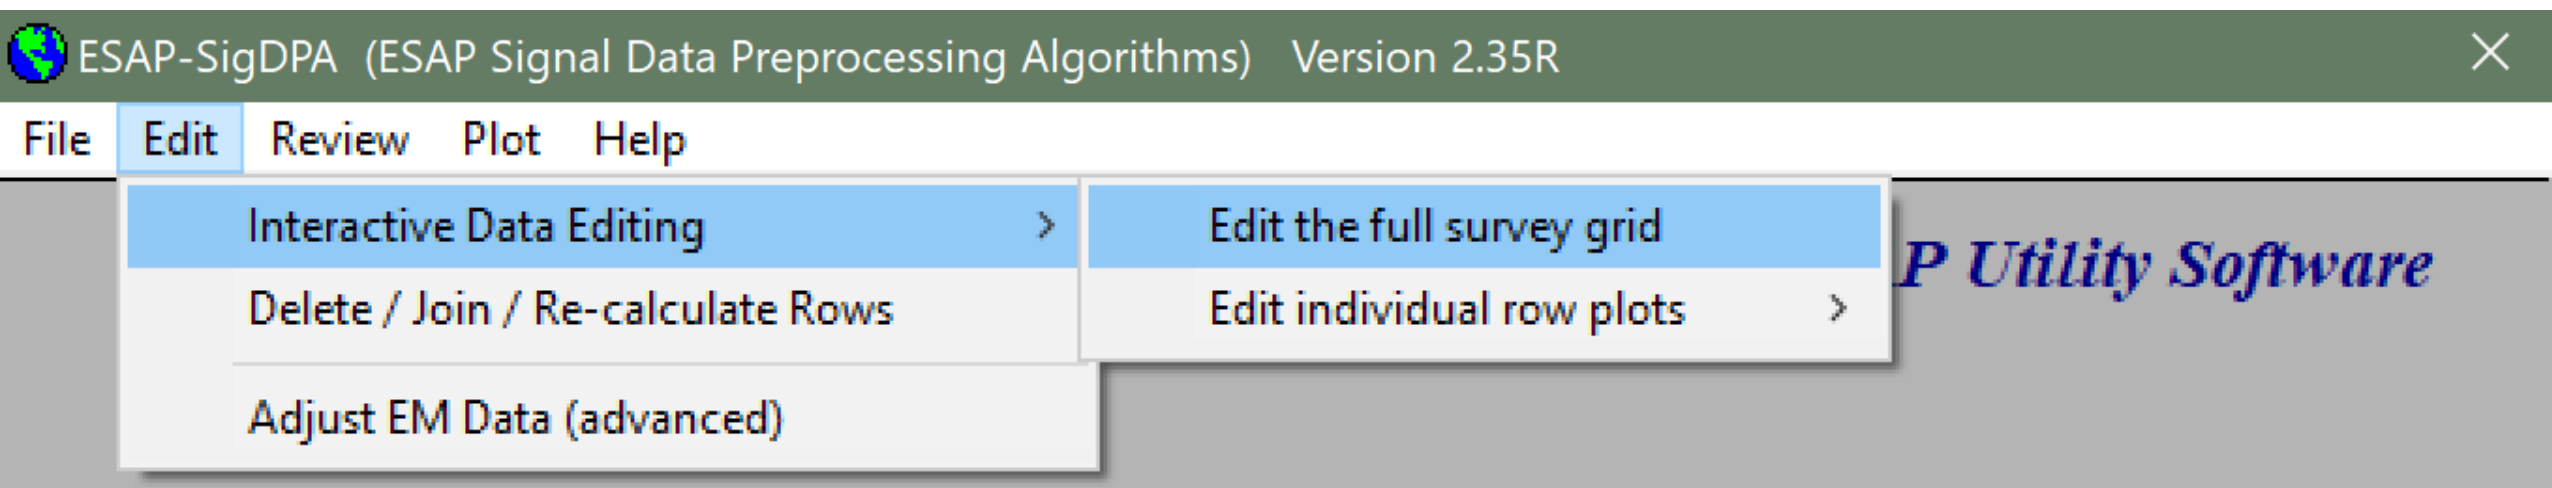 ESAP-SigDPA (ESAP Signal Data Preprocessing Algorithms) Version 2.35R
File Edit Review Plot Help
Interactive Data Editing
Edit the full survey grid
P Utility Software
Delete / Join / Re-calculate Rows
Edit individual row plots
Adjust EM Data (advanced)